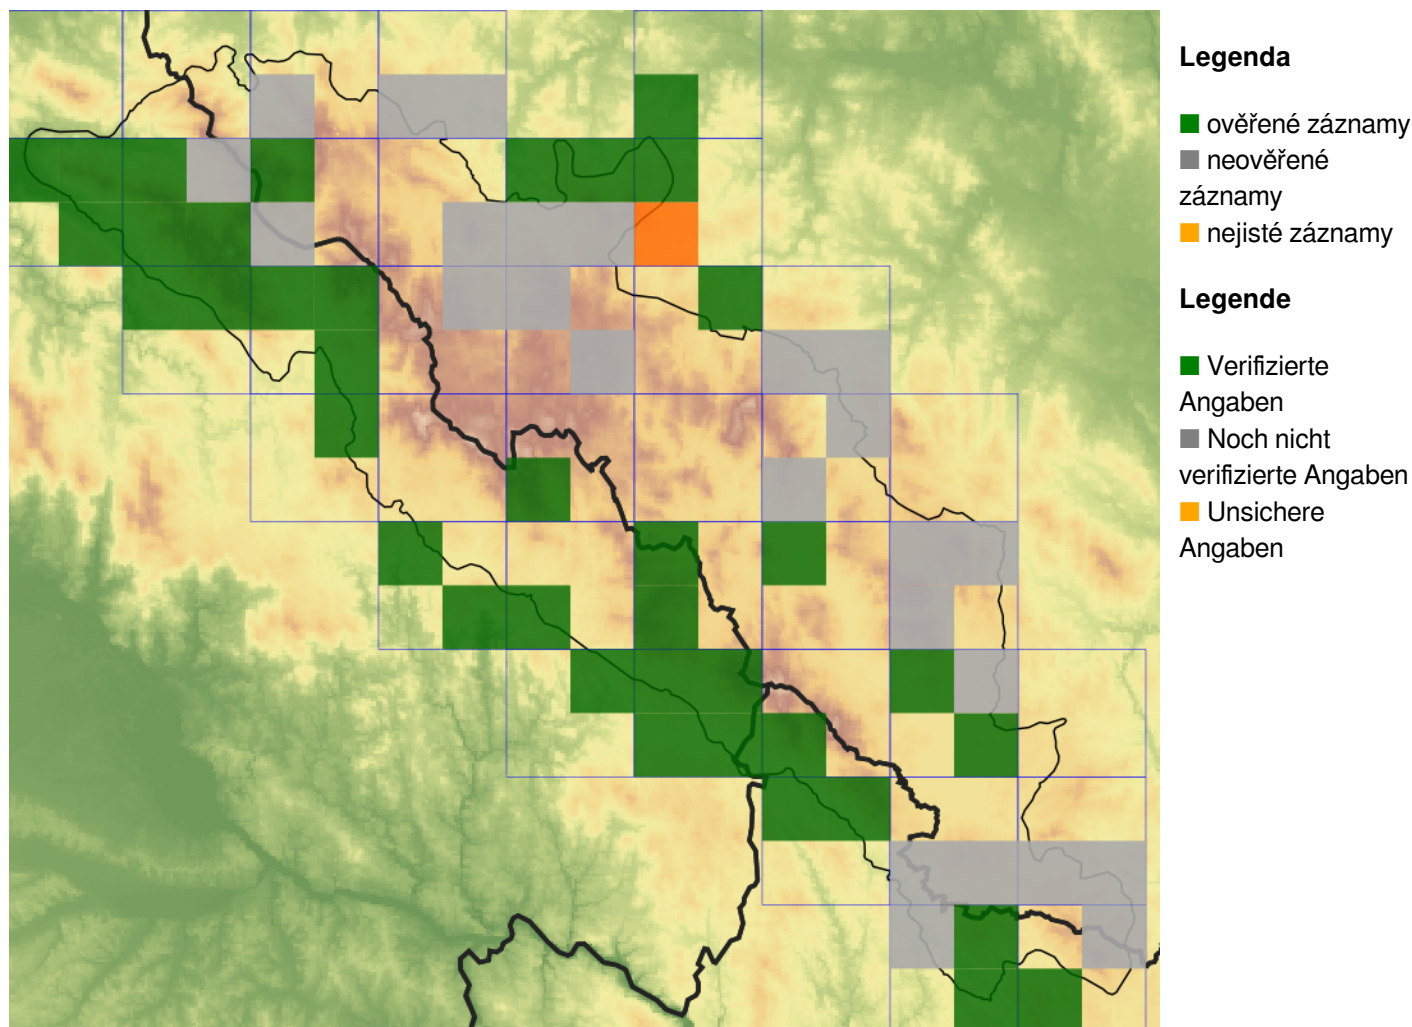 Legenda
ověřené záznamy
neověřené
záznamy
nejisté záznamy
Legende
Verifizierte
Angaben
Noch nicht
verifizierte Angaben
Unsichere
Angaben